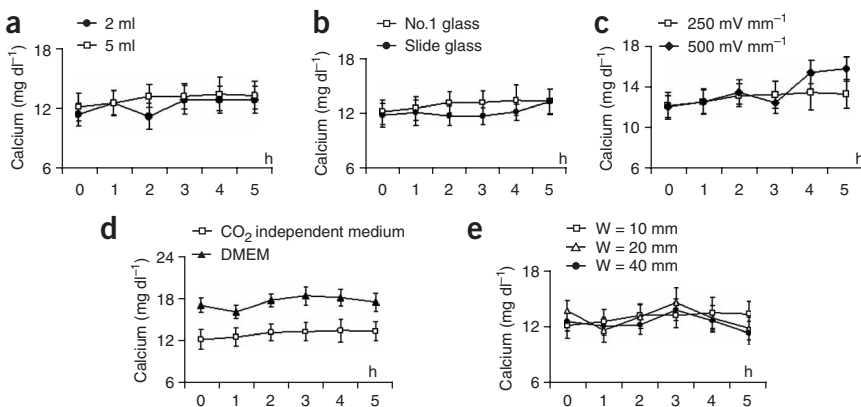 a
2 ml
5 ml
Calcium (mg dl⁻¹)
18
12
6
h
0 1 2 3 4 5
b
No.1 glass
Slide glass
Calcium (mg dl⁻¹)
18
12
6
h
0 1 2 3 4 5
c
250 mV mm⁻¹
500 mV mm⁻¹
Calcium (mg dl⁻¹)
18
14
10
6
h
0 1 2 3 4 5
d
CO₂ independent medium
DMEM
Calcium (mg dl⁻¹)
24
18
12
6
h
0 1 2 3 4 5
e
W = 10 mm
W = 20 mm
W = 40 mm
Calcium (mg dl⁻¹)
18
12
6
h
0 1 2 3 4 5